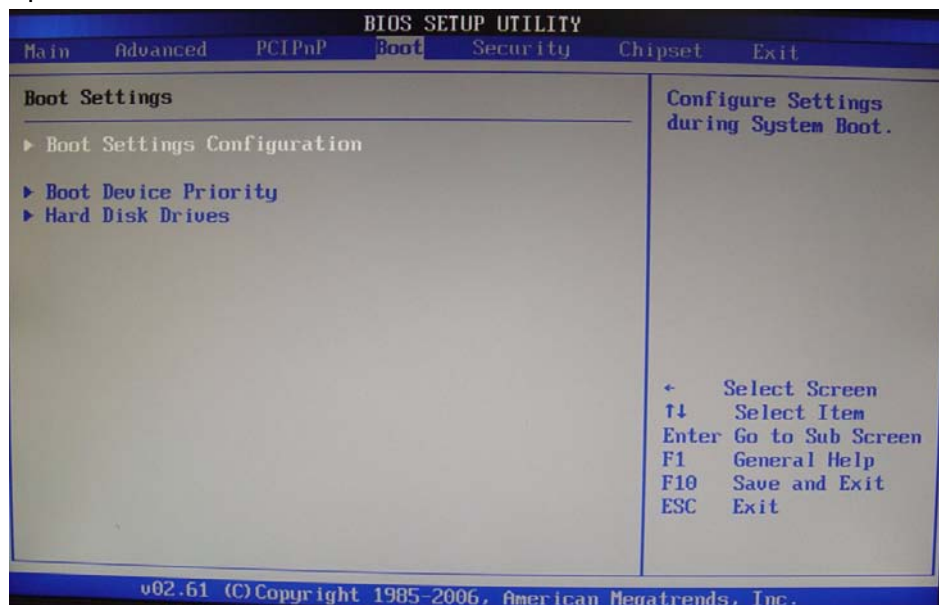 BIOS SETUP UTILITY
Main Advanced PCIPnP Boot Security Chipset Exit
Boot Settings
▶ Boot Settings Configuration
▶ Boot Device Priority
▶ Hard Disk Drives
Configure Settings
during System Boot.
← Select Screen
↑↓ Select Item
Enter Go to Sub Screen
F1 General Help
F10 Save and Exit
ESC Exit
v02.61 (C)Copyright 1985-2006, American Megatrends, Inc.